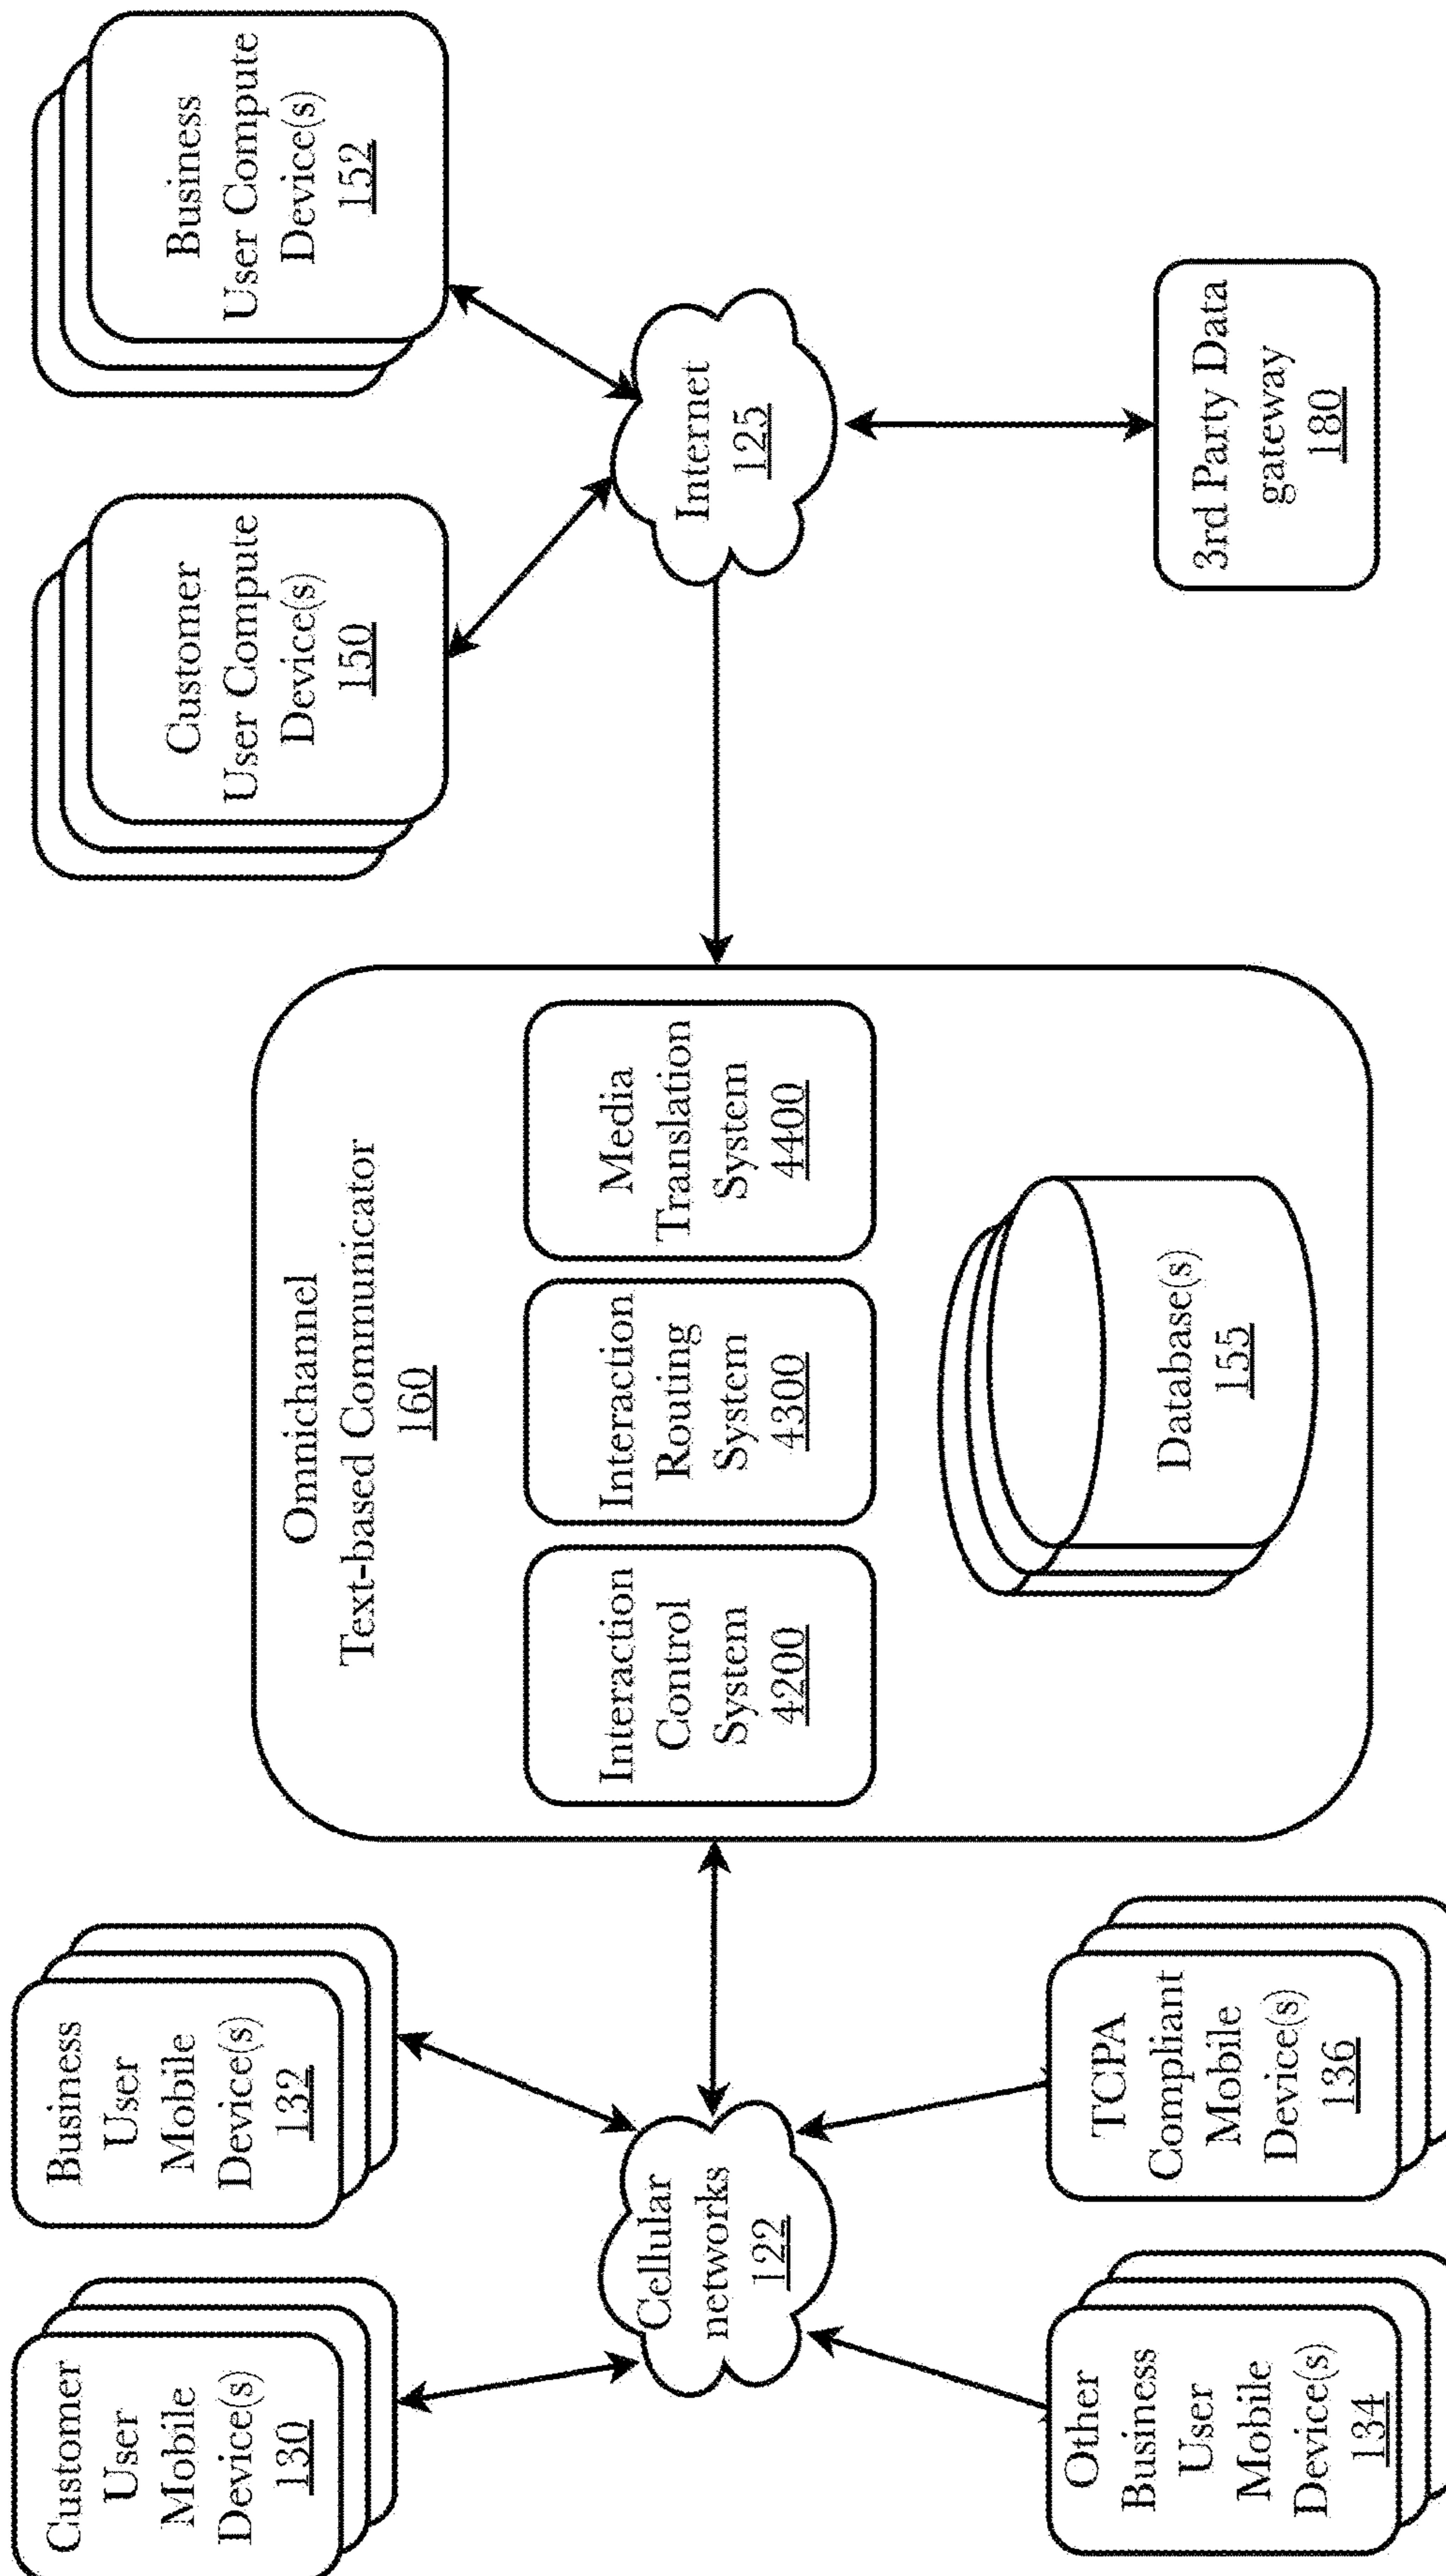 Customer
User
Mobile
Device(s)
130
Business
User
Mobile
Device(s)
132
Cellular
networks
122
Other
Business
User
Mobile
Device(s)
134
TCPA
Compliant
Mobile
Device(s)
136
Omnichannel
Text-based Communicator
160
Interaction
Control
System
4200
Interaction
Routing
System
4300
Media
Translation
System
4400
Database(s)
155
Customer
User Compute
Device(s)
150
Business
User Compute
Device(s)
152
Internet
125
3rd Party Data
gateway
180